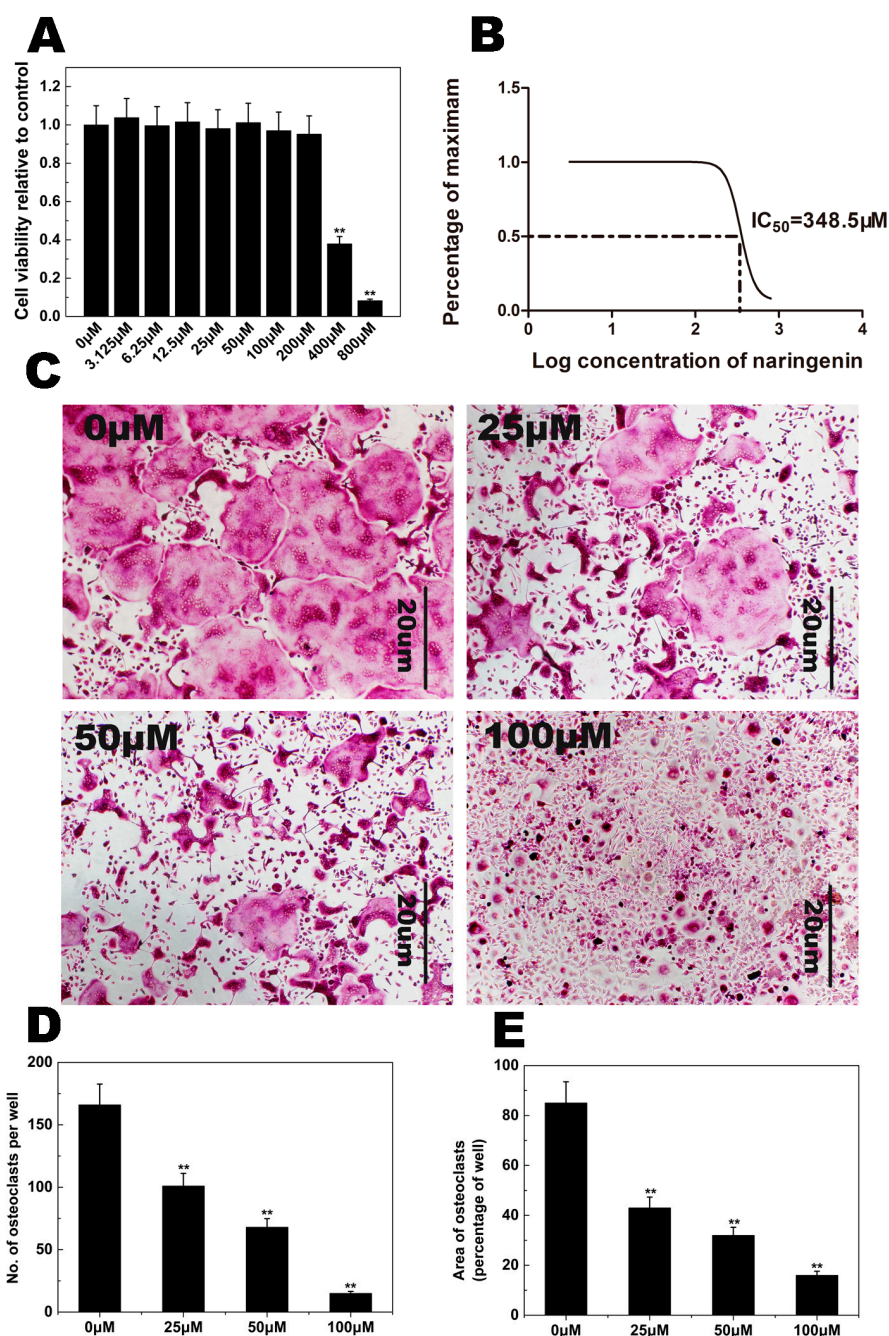 A
Cell viability relative to control
1.2
1.0
0.8
0.6
0.4
0.2
0.0
**
**
0μM
3.125μM
6.25μM
12.5μM
25μM
50μM
100μM
200μM
400μM
800μM
B
Percentage of maximam
1.5
1.0
0.5
0.0
IC50=348.5μM
0
1
2
3
4
Log concentration of naringenin
C
0μM
20um
25μM
20um
50μM
20um
100μM
20um
D
No. of osteoclasts per well
200
150
100
50
0
**
**
**
0μM
25μM
50μM
100μM
E
Area of osteoclasts
(percentage of well)
100
80
60
40
20
0
**
**
**
0μM
25μM
50μM
100μM